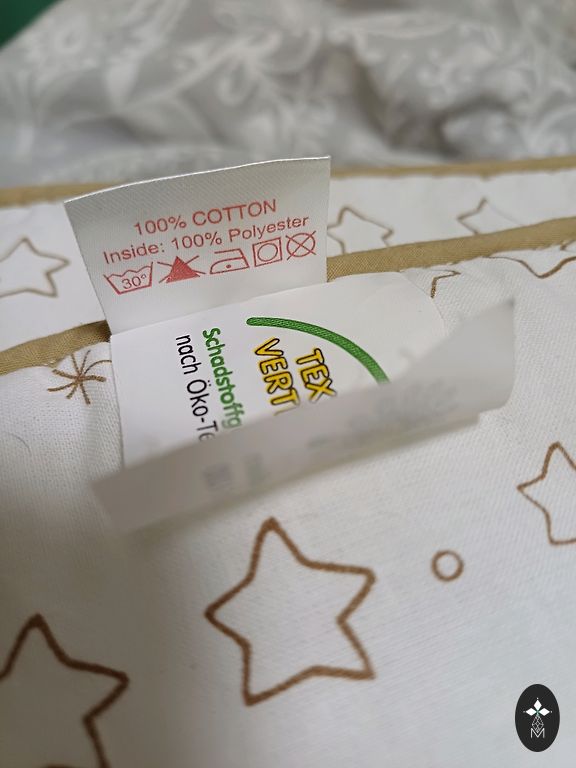 100% COTTON
Inside: 100% Polyester
30°
TEX
VERT
Schadstoffg
nach Öko-Te